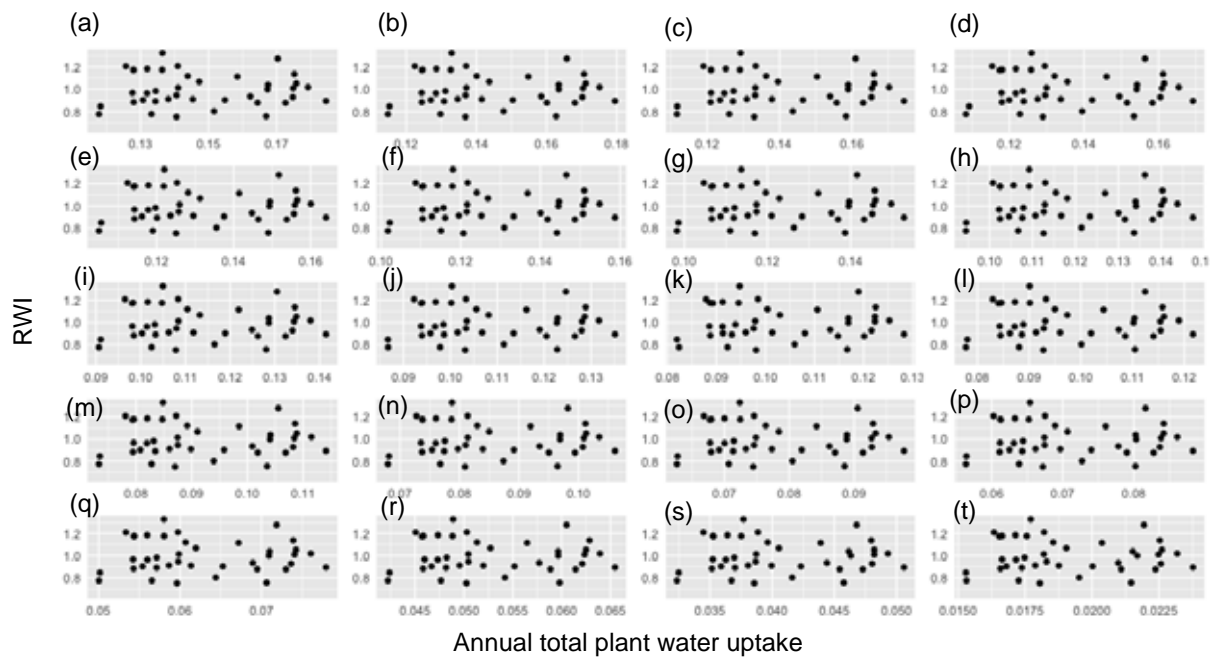 (a) (b) (c) (d)
1.2 1.2 1.2 1.2
1.0 1.0 1.0 1.0
0.8 0.8 0.8 0.8
0.13 0.15 0.17 0.12 0.14 0.16 0.18 0.12 0.14 0.16 0.12 0.14 0.16
(e) (f) (g) (h)
1.2 1.2 1.2 1.2
1.0 1.0 1.0 1.0
0.8 0.8 0.8 0.8
0.12 0.14 0.16 0.10 0.12 0.14 0.16 0.10 0.12 0.14 0.10 0.11 0.12 0.13 0.14 0.1
(i) (j) (k) (l)
1.2 1.2 1.2 1.2
RWI
1.0 1.0 1.0 1.0
0.8 0.8 0.8 0.8
0.09 0.10 0.11 0.12 0.13 0.14 0.09 0.10 0.11 0.12 0.13 0.08 0.09 0.10 0.11 0.12 0.13 0.08 0.09 0.10 0.11 0.12
(m) (n) (o) (p)
1.2 1.2 1.2 1.2
1.0 1.0 1.0 1.0
0.8 0.8 0.8 0.8
0.08 0.09 0.10 0.11 0.07 0.08 0.09 0.10 0.07 0.08 0.09 0.06 0.07 0.08
(q) (r) (s) (t)
1.2 1.2 1.2 1.2
1.0 1.0 1.0 1.0
0.8 0.8 0.8 0.8
0.05 0.06 0.07 0.045 0.050 0.055 0.060 0.065 0.035 0.040 0.045 0.050 0.0150 0.0175 0.0200 0.0225
Annual total plant water uptake